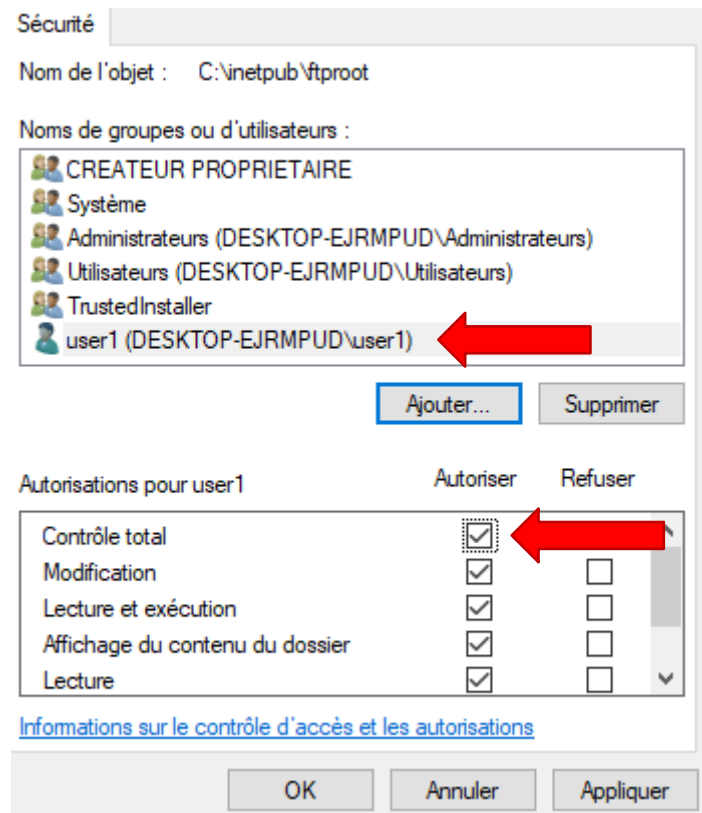 Sécurité
Nom de l'objet : C:\inetpub\ftproot
Noms de groupes ou d'utilisateurs :
CREATEUR PROPRIETAIRE
Système
Administrateurs (DESKTOP-EJRMPUD\Administrateurs)
Utilisateurs (DESKTOP-EJRMPUD\Utilisateurs)
TrustedInstaller
user1 (DESKTOP-EJRMPUD\user1)
Ajouter... Supprimer
Autorisations pour user1 Autoriser Refuser
Contrôle total
Modification
Lecture et exécution
Affichage du contenu du dossier
Lecture
Informations sur le contrôle d'accès et les autorisations
OK Annuler Appliquer